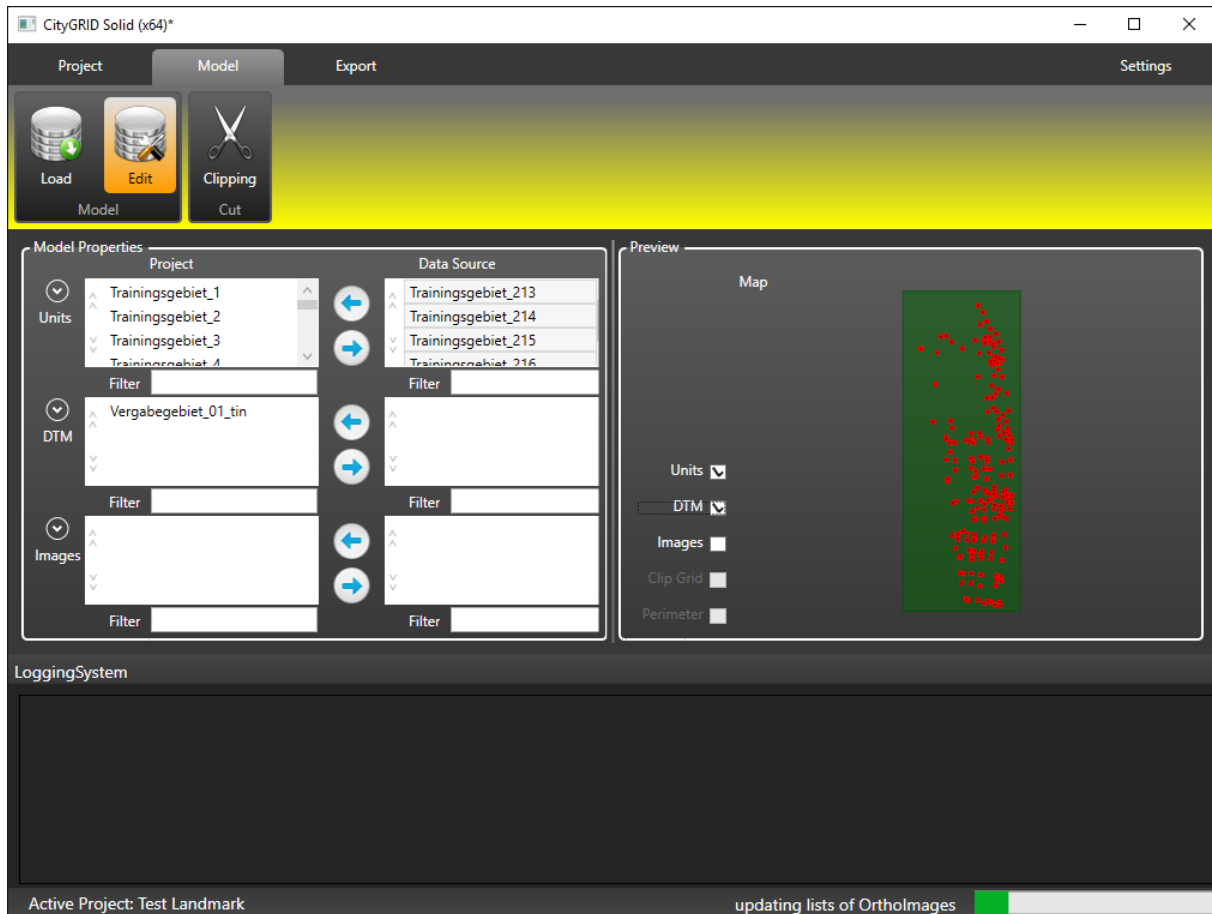 CityGRID Solid (x64)*
Project Model Export Settings
Load Edit Clipping
Model Cut
Model Properties
Project Data Source
Units
Trainingsgebiet_1
Trainingsgebiet_2
Trainingsgebiet_3
Trainingsgebiet_4
Trainingsgebiet_213
Trainingsgebiet_214
Trainingsgebiet_215
Trainingsgebiet_216
Filter Filter
DTM
Vergabegebiet_01_tin
Filter Filter
Images
Filter Filter
Preview
Map
Units
DTM
Images
Clip Grid
Perimeter
LoggingSystem
Active Project: Test Landmark updating lists of OrthoImages